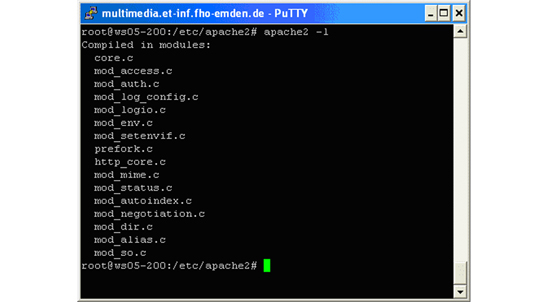 multimedia.et-inf.fho-emden.de - PuTTY
root@ws05-200:/etc/apache2# apache2 -l
Compiled in modules:
  core.c
  mod_access.c
  mod_auth.c
  mod_log_config.c
  mod_logio.c
  mod_env.c
  mod_setenvif.c
  prefork.c
  http_core.c
  mod_mime.c
  mod_status.c
  mod_autoindex.c
  mod_negotiation.c
  mod_dir.c
  mod_alias.c
  mod_so.c
root@ws05-200:/etc/apache2#